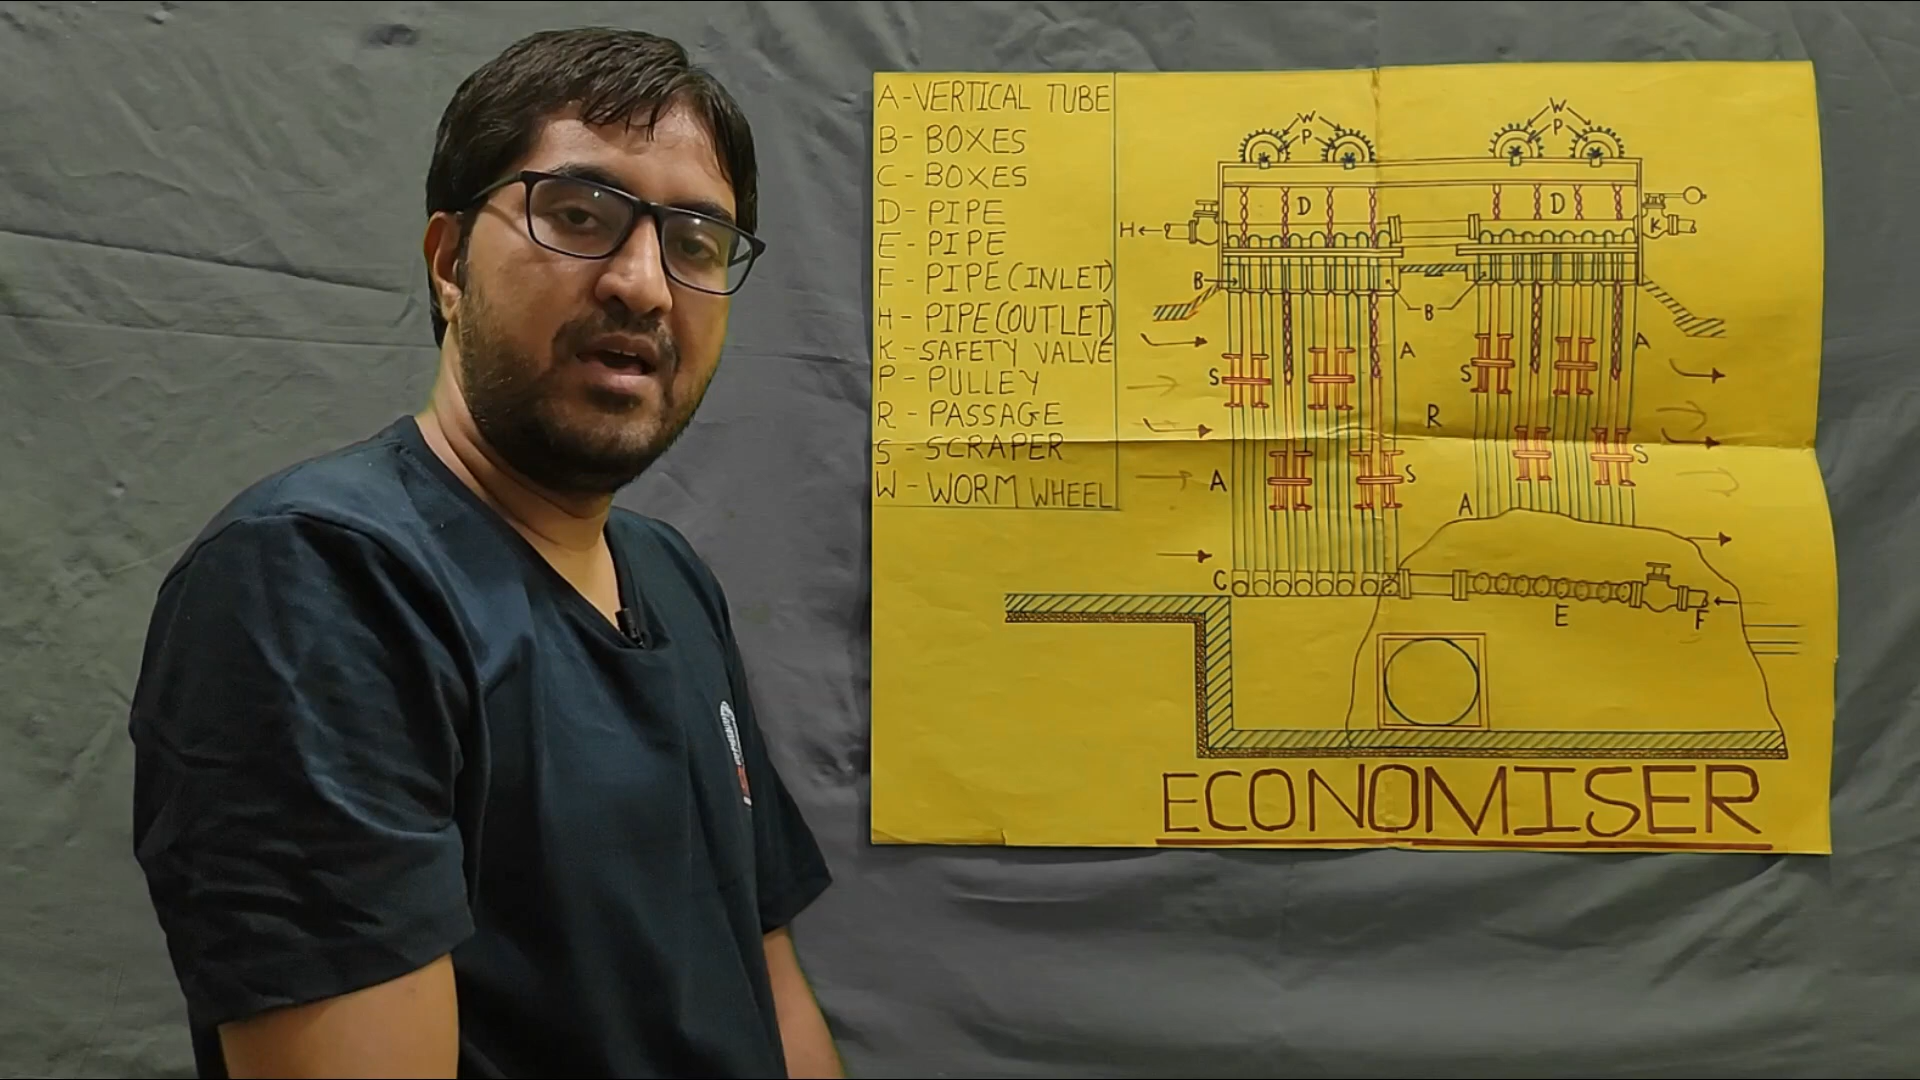 A-VERTICAL TUBE
B- BOXES
C- BOXES
D- PIPE
E- PIPE
F - PIPE(INLET)
H - PIPE(OUTLET)
K - SAFETY VALVE
P - PULLEY
R - PASSAGE
S - SCRAPER
W - WORM WHEEL
W
W
P
P
D
D
H
K
B
B
A
A
S
S
R
S
S
A
A
C
E
F
ECONOMISER